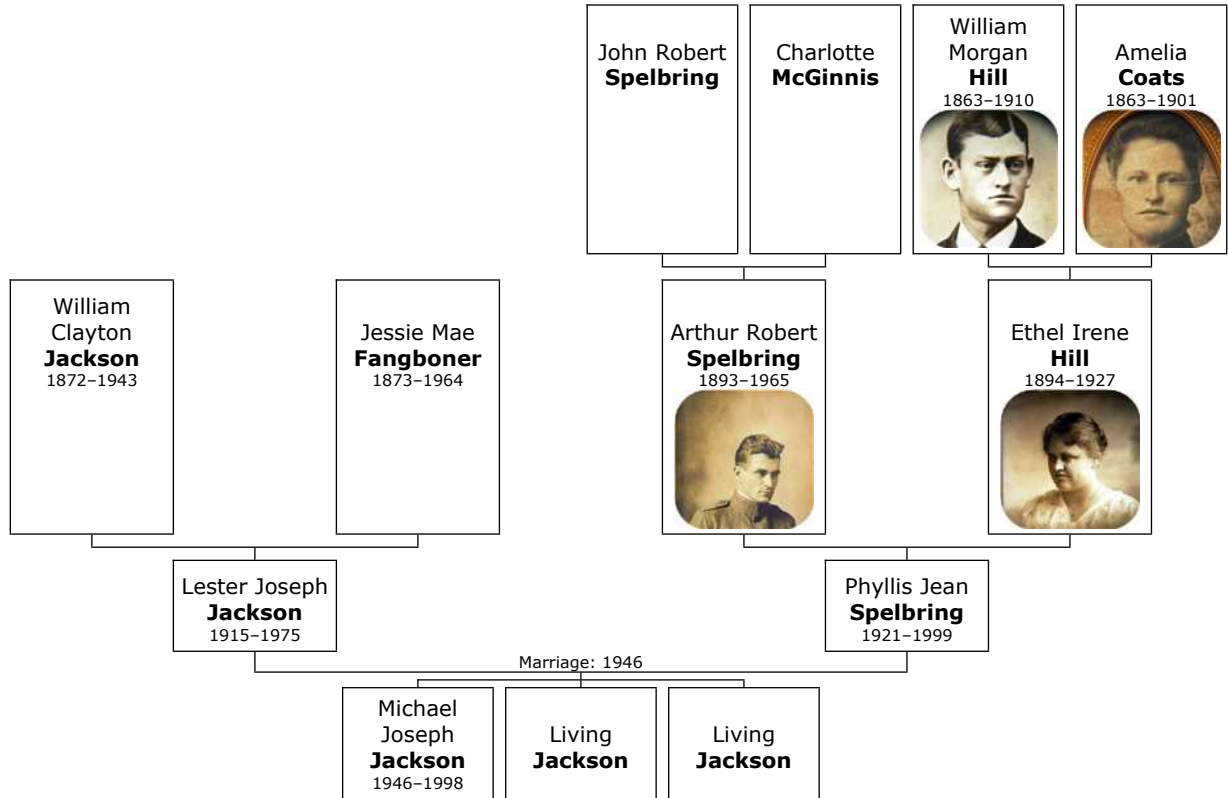 John Robert
Spelbring
Charlotte
McGinnis
William
Morgan
Hill
1863–1910
Amelia
Coats
1863–1901
William
Clayton
Jackson
1872–1943
Jessie Mae
Fangboner
1873–1964
Arthur Robert
Spelbring
1893–1965
Ethel Irene
Hill
1894–1927
Lester Joseph
Jackson
1915–1975
Phyllis Jean
Spelbring
1921–1999
Marriage: 1946
Michael
Joseph
Jackson
1946–1998
Living
Jackson
Living
Jackson